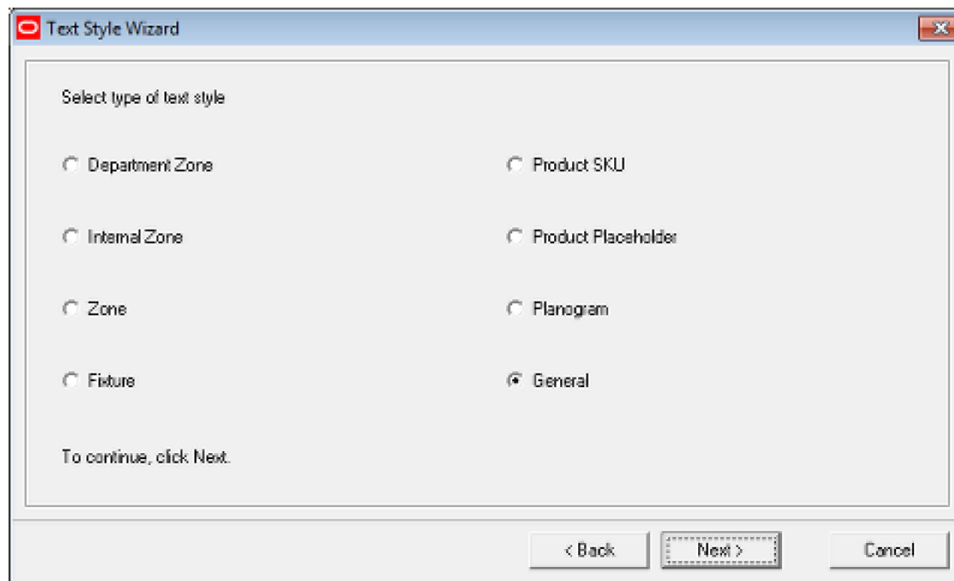 Text Style Wizard
Select type of text style
Department Zone
Product SKU
Internal Zone
Product Placeholder
Zone
Planogram
Fixture
General
To continue, click Next.
< Back
Next >
Cancel